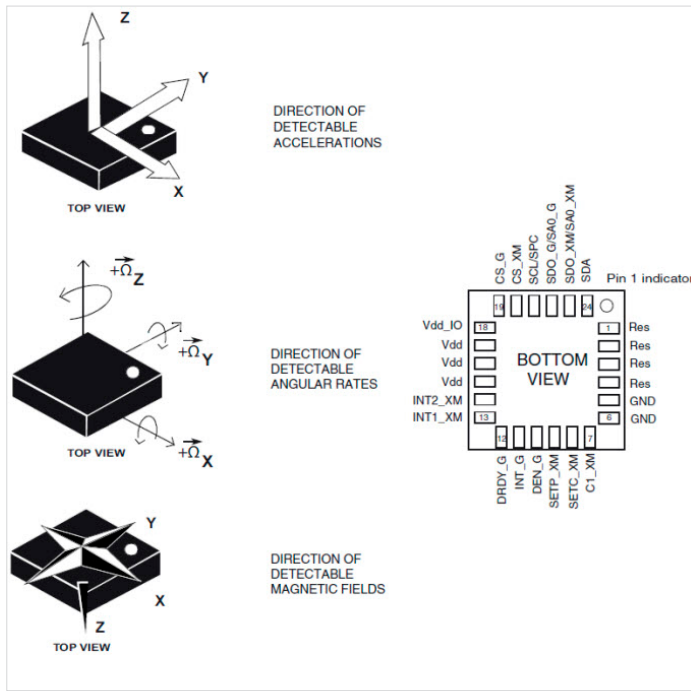 Z
Y
X
TOP VIEW
DIRECTION OF
DETECTABLE
ACCELERATIONS
+Ω Z
+Ω Y
+Ω X
TOP VIEW
DIRECTION OF
DETECTABLE
ANGULAR RATES
Y
X
Z
TOP VIEW
DIRECTION OF
DETECTABLE
MAGNETIC FIELDS
CS_G
CS_XM
SCL/SPC
SDO_G/SA0_G
SDO_XM/SA0_XM
SDA
Pin 1 indicator
19
24
Vdd_IO
18
1
Res
Vdd
Res
Vdd
Res
Vdd
Res
INT2_XM
GND
INT1_XM
13
6
GND
BOTTOM
VIEW
12
7
DRDY_G
INT_G
DEN_G
SETP_XM
SETC_XM
C1_XM